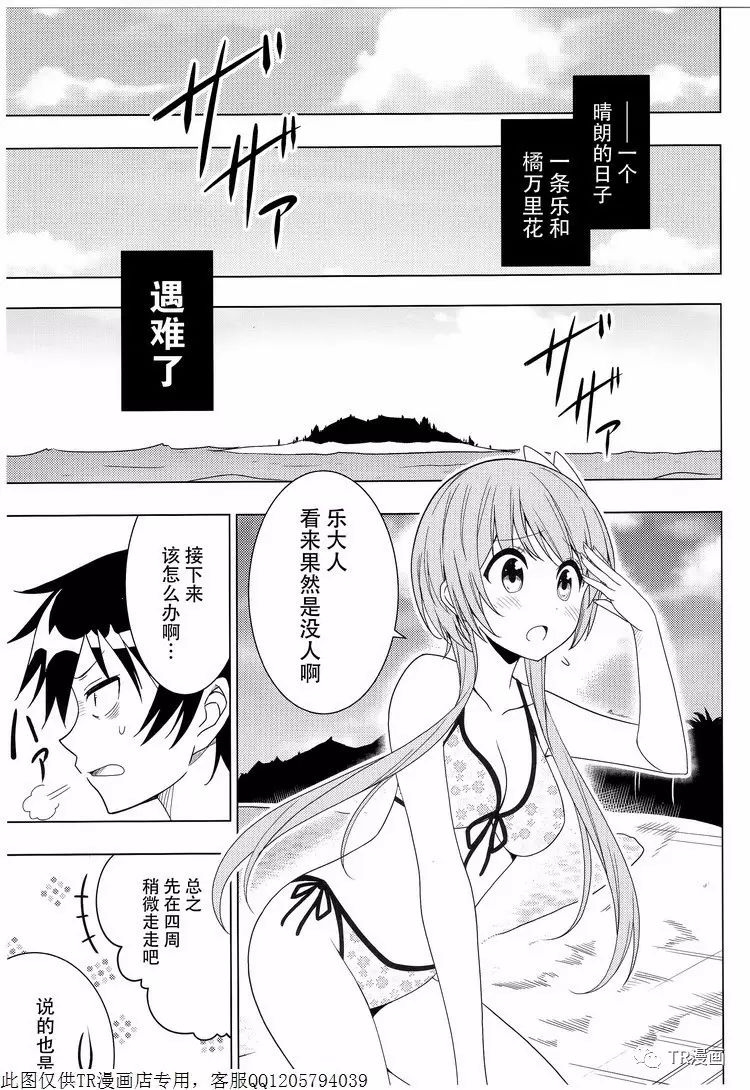 ザザァ
——一个
晴朗的日子
一条乐和
橘万里花
遇难了
ザザァ
乐大人
看来果然是没人啊
接下来
该怎么办啊…
ハァ
总之
先在四周
稍微走走吧
说的也是
TR漫画
此图仅供TR漫画店专用，客服QQ1205794039